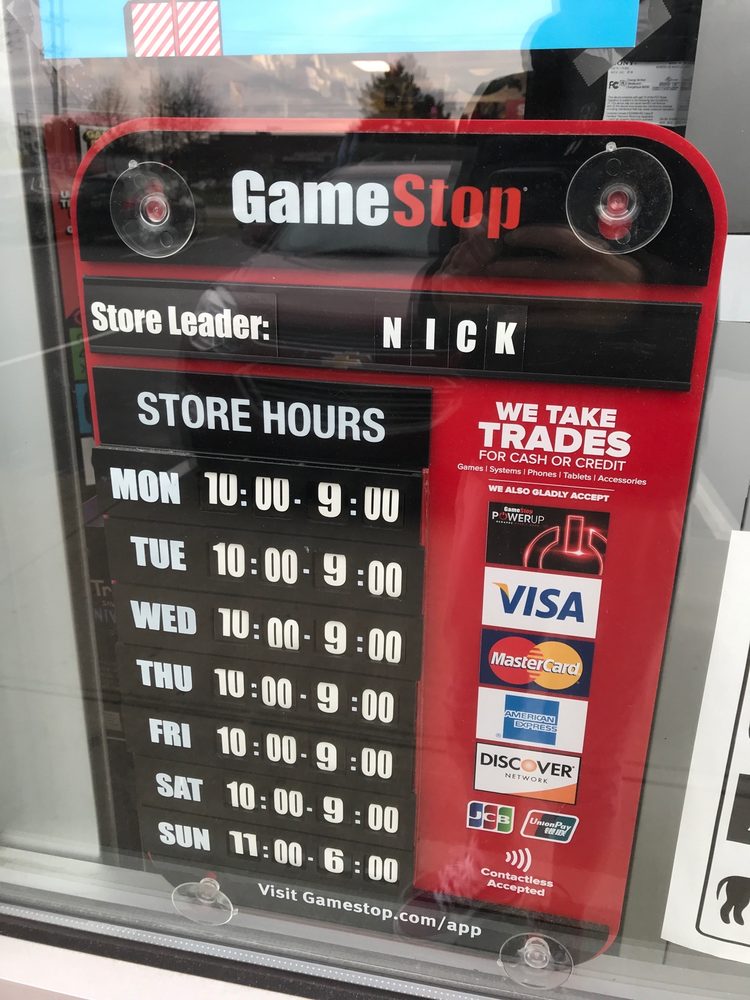 GameStop
Store Leader: NICK
STORE HOURS
MON 10:00-9:00
TUE 10:00-9:00
WED 10:00-9:00
THU 10:00-9:00
FRI 10:00-9:00
SAT 10:00-9:00
SUN 11:00-6:00
Visit Gamestop.com/app
WE TAKE
TRADES
FOR CASH OR CREDIT
Games | Systems | Phones | Tablets | Accessories
WE ALSO GLADLY ACCEPT
GameStop
POWERUP
VISA
MasterCard
AMERICAN
EXPRESS
DISCOVER
NETWORK
JCB
UnionPay
银联
Contactless
Accepted